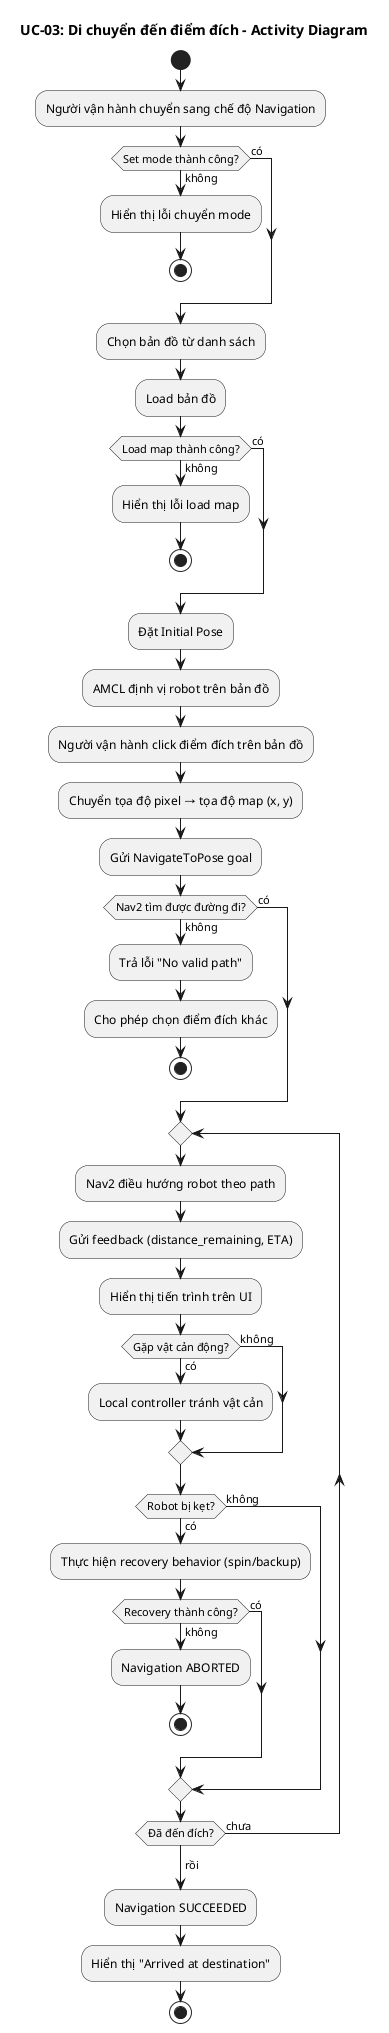 UC-03: Di chuyển đến điểm đích - Activity Diagram
Người vận hành chuyển sang chế độ Navigation
Set mode thành công?
có
không
Hiển thị lỗi chuyển mode
Chọn bản đồ từ danh sách
Load bản đồ
Load map thành công?
có
không
Hiển thị lỗi load map
Đặt Initial Pose
AMCL định vị robot trên bản đồ
Người vận hành click điểm đích trên bản đồ
Chuyển tọa độ pixel → tọa độ map (x, y)
Gửi NavigateToPose goal
Nav2 tìm được đường đi?
có
không
Trả lỗi "No valid path"
Cho phép chọn điểm đích khác
Nav2 điều hướng robot theo path
Gửi feedback (distance_remaining, ETA)
Hiển thị tiến trình trên UI
Gặp vật cản động?
không
có
Local controller tránh vật cản
Robot bị kẹt?
không
có
Thực hiện recovery behavior (spin/backup)
Recovery thành công?
có
không
Navigation ABORTED
Đã đến đích?
chưa
rồi
Navigation SUCCEEDED
Hiển thị "Arrived at destination"